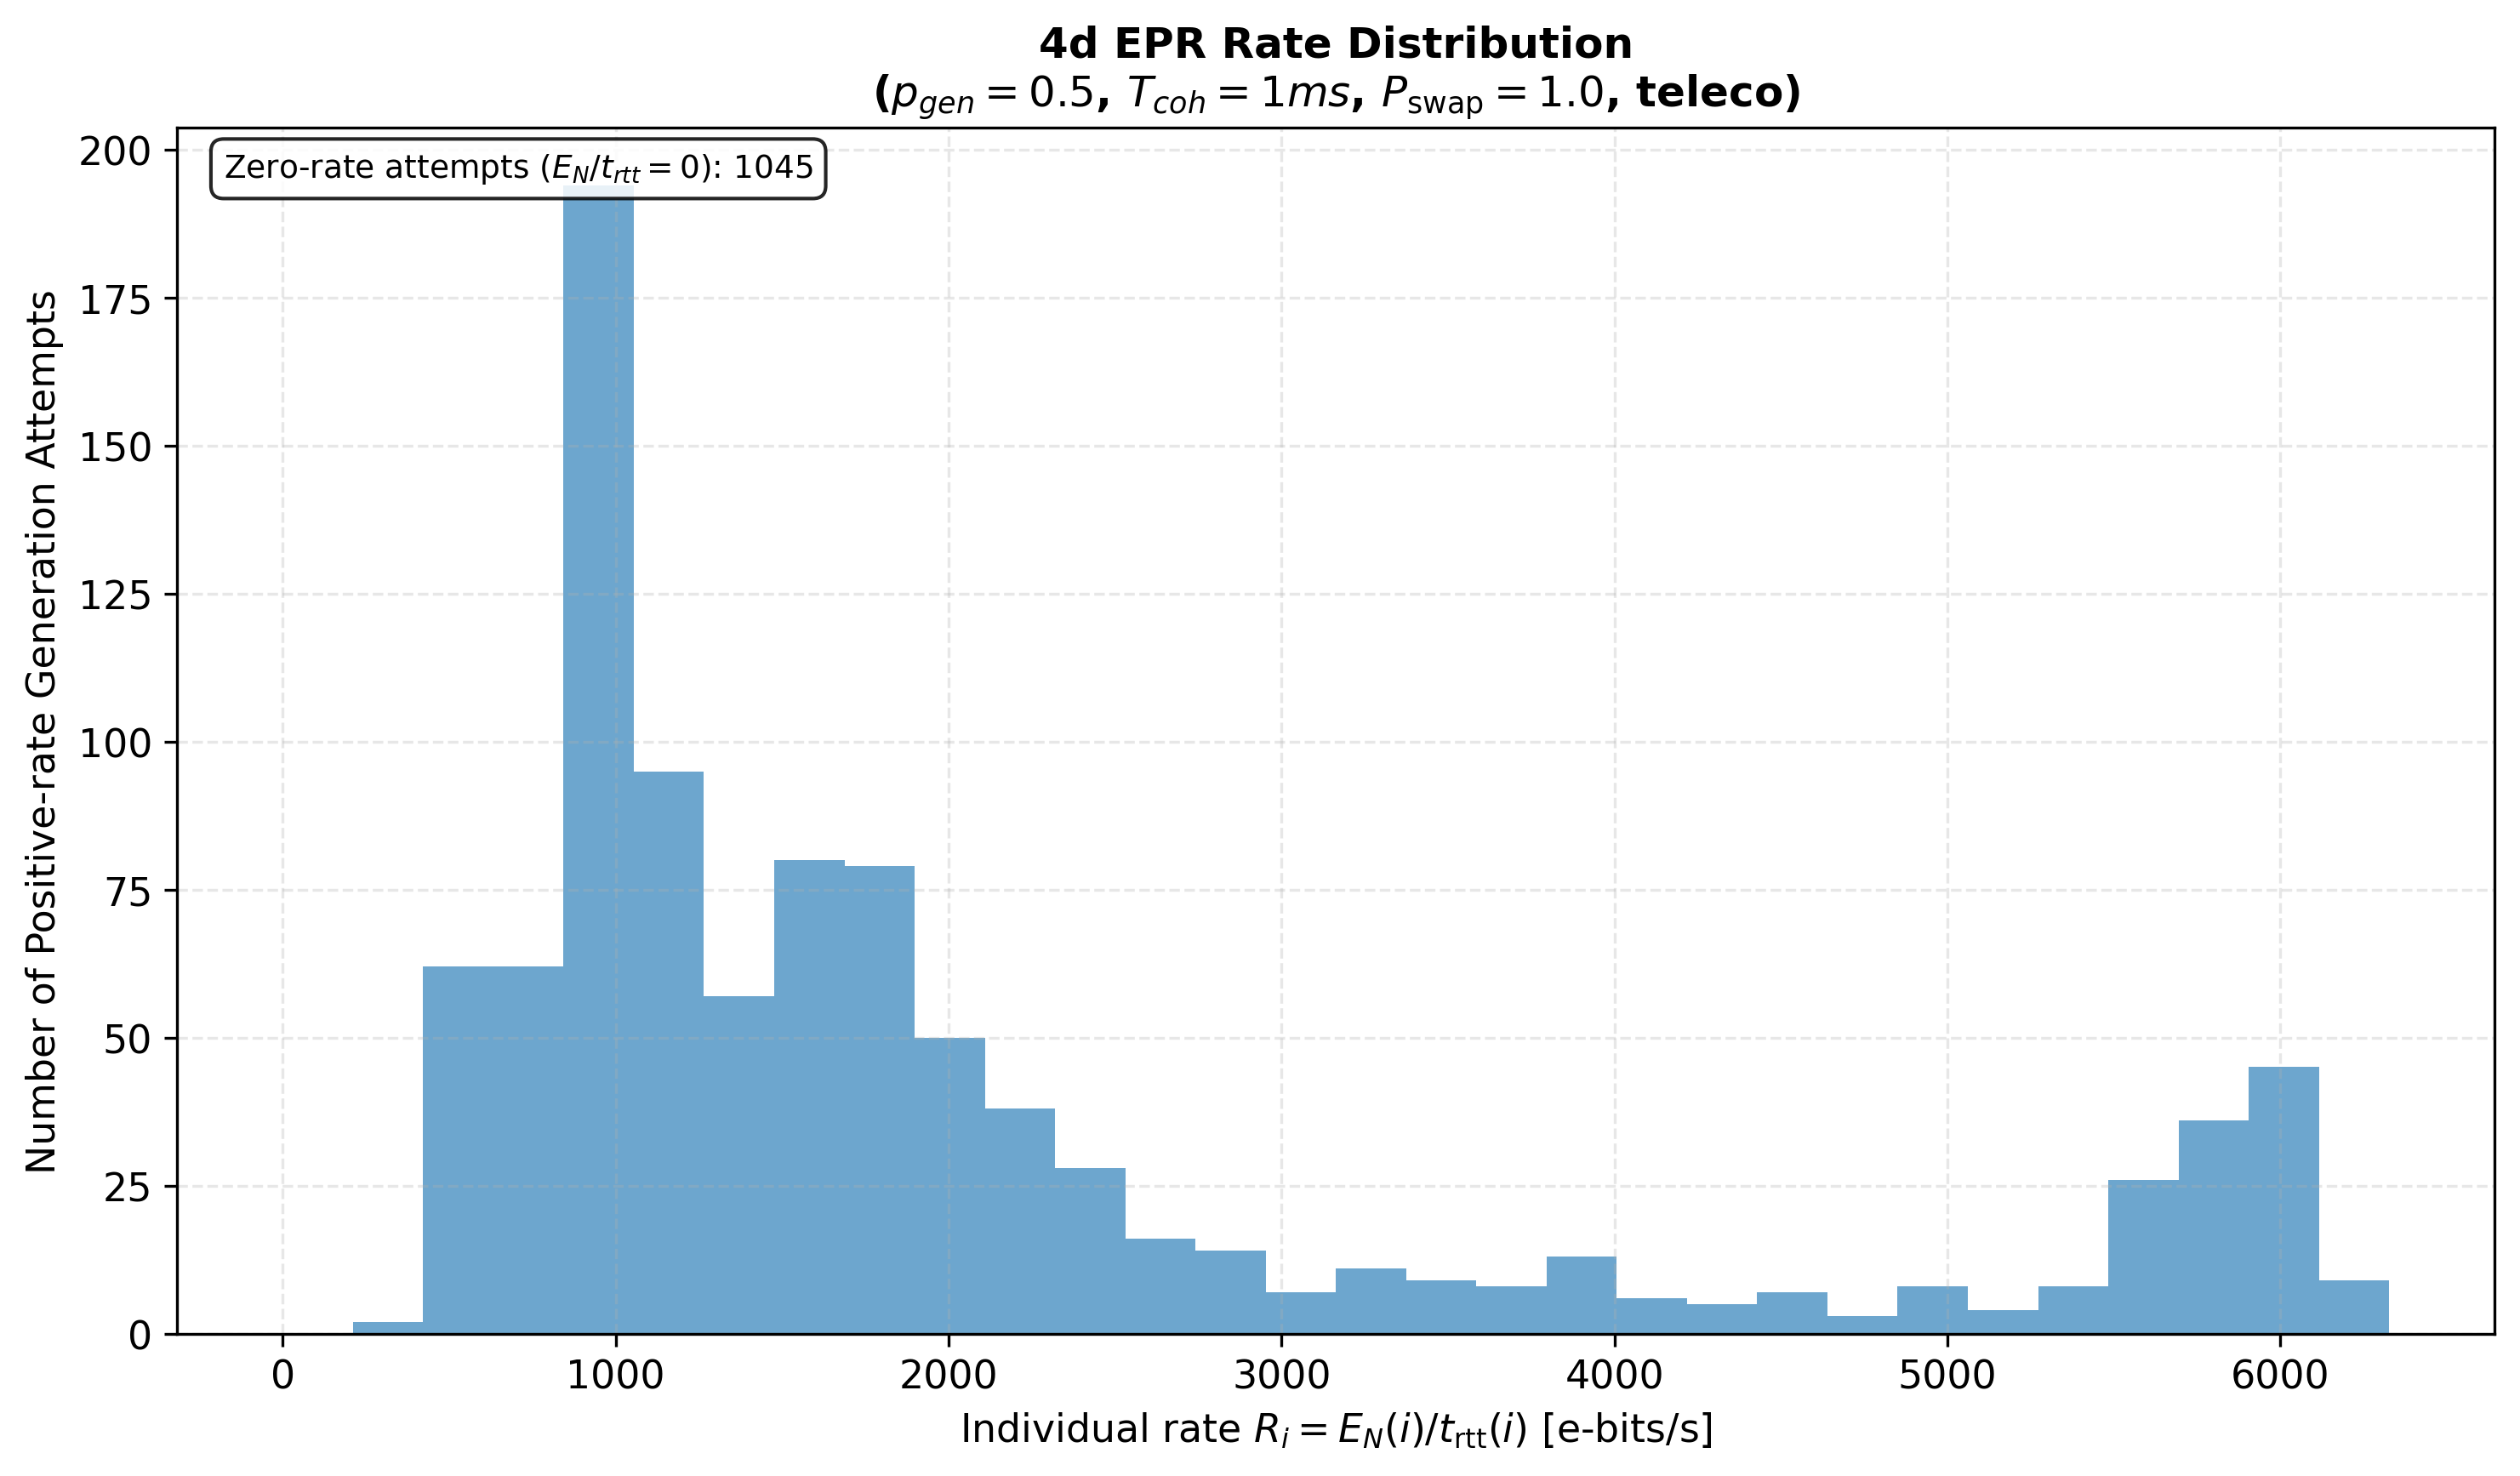 4d EPR Rate Distribution
(p_gen = 0.5, T_coh = 1ms, P_swap = 1.0, teleco)
Zero-rate attempts (E_N/t_rtt = 0): 1045
Number of Positive-rate Generation Attempts
200
175
150
125
100
75
50
25
0
0 1000 2000 3000 4000 5000 6000
Individual rate R_i = E_N(i)/t_rtt(i) [e-bits/s]